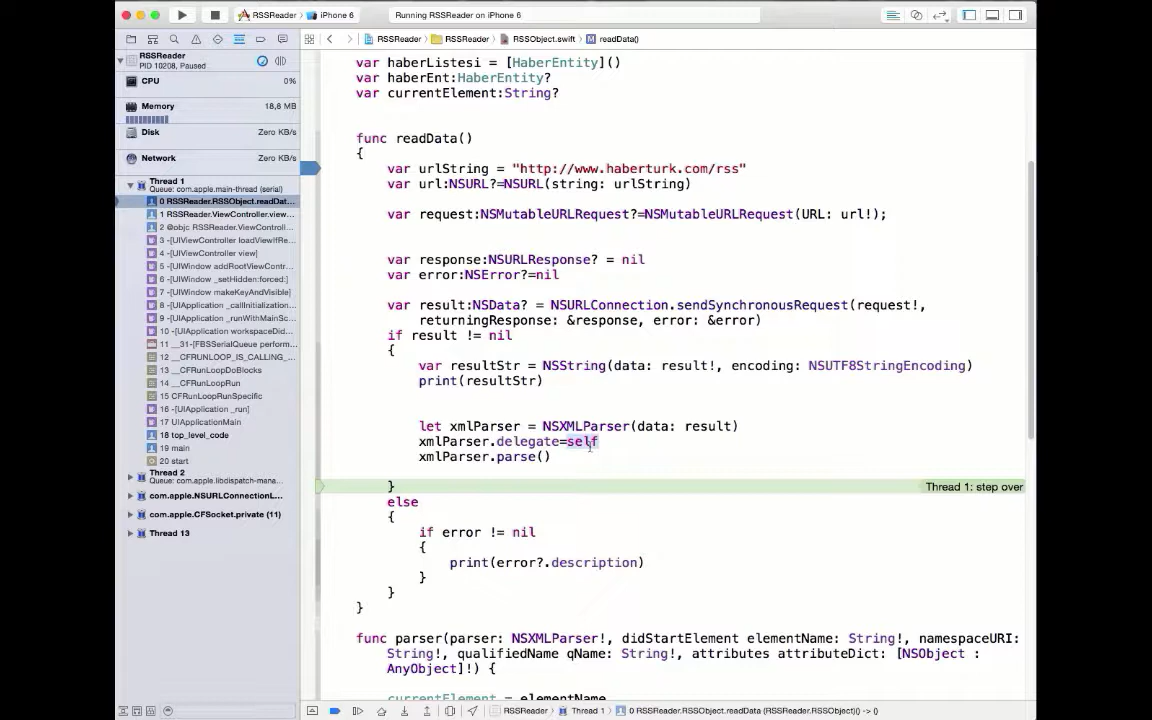 RSSReader
iPhone 6
Running RSSReader on iPhone 6
RSSReader
RSSReader
RSSObject.swift
M readData()
RSSReader
PID 10208, Paused
CPU
0%
Memory
18,6 MB
Disk
Zero KB/s
Network
Zero KB/s
Thread 1
Queue: com.apple.main-thread (serial)
0 RSSReader.RSSObject.readDat...
1 RSSReader.ViewController.view...
2 @objc RSSReader.ViewControll...
3 -[UIViewController loadViewIfRe...
4 -[UIViewController view]
5 -[UIWindow addRootViewContr...
6 -[UIWindow _setHidden:forced:]
7 -[UIWindow makeKeyAndVisible]
8 -[UIApplication _callInitialization...
9 -[UIApplication _runWithMainSc...
10 -[UIApplication workspaceDid...
11 __31-[FBSSerialQueue perform...
12 __CFRUNLOOP_IS_CALLING_...
13 __CFRunLoopDoBlocks
14 __CFRunLoopRun
15 CFRunLoopRunSpecific
16 -[UIApplication _run]
17 UIApplicationMain
18 top_level_code
19 main
20 start
Thread 2
Queue: com.apple.libdispatch-mana...
com.apple.NSURLConnectionL...
com.apple.CFSocket.private (11)
Thread 13
var haberListesi = [HaberEntity]()
var haberEnt:HaberEntity?
var currentElement:String?
func readData()
{
var urlString = "http://www.haberturk.com/rss"
var url:NSURL?=NSURL(string: urlString)
var request:NSMutableURLRequest?=NSMutableURLRequest(URL: url!);
var response:NSURLResponse? = nil
var error:NSError?=nil
var result:NSData? = NSURLConnection.sendSynchronousRequest(request!,
returningResponse: &response, error: &error)
if result != nil
{
var resultStr = NSString(data: result!, encoding: NSUTF8StringEncoding)
print(resultStr)
let xmlParser = NSXMLParser(data: result)
xmlParser.delegate=self
xmlParser.parse()
}
Thread 1: step over
else
{
if error != nil
{
print(error?.description)
}
}
}
func parser(parser: NSXMLParser!, didStartElement elementName: String!, namespaceURI:
String!, qualifiedName qName: String!, attributes attributeDict: [NSObject :
AnyObject]!) {
currentElement = elementName
RSSReader
Thread 1
0 RSSReader.RSSObject.readData (RSSReader.RSSObject)() -> ()